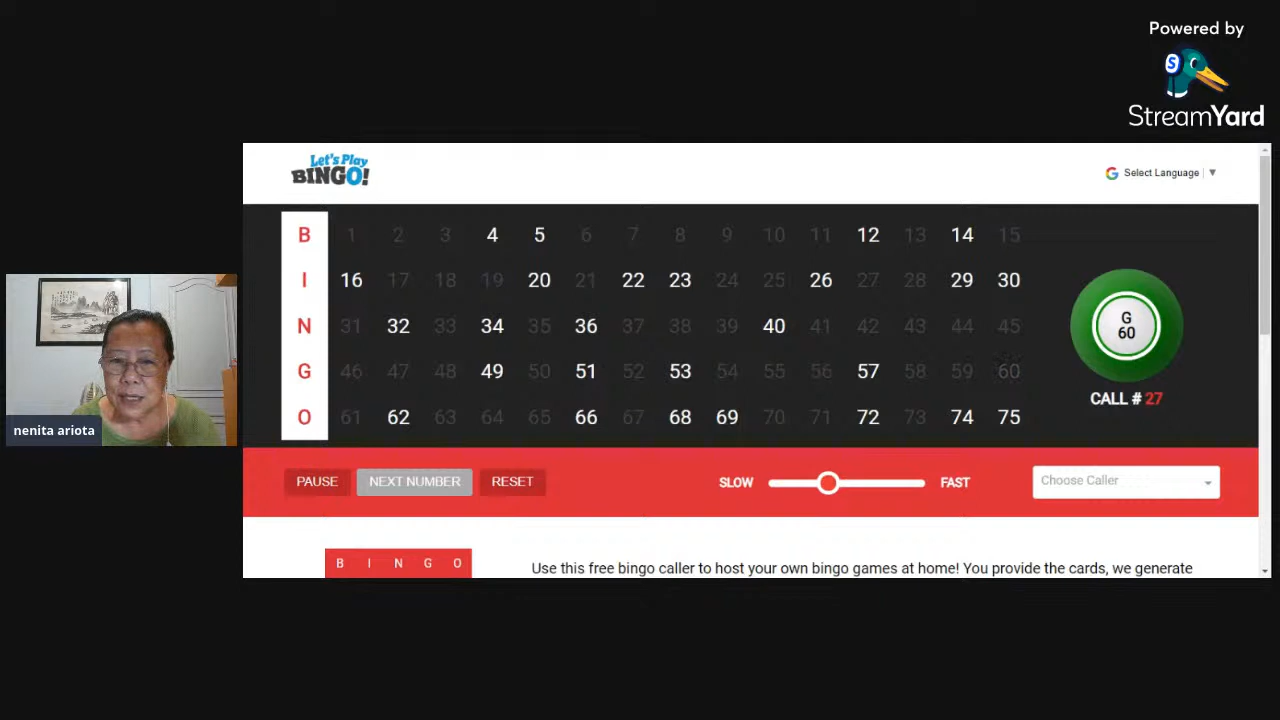 Powered by
StreamYard
Let's Play
BINGO!
Select Language
B 1 2 3 4 5 6 7 8 9 10 11 12 13 14 15
I 16 17 18 19 20 21 22 23 24 25 26 27 28 29 30
N 31 32 33 34 35 36 37 38 39 40 41 42 43 44 45
G 46 47 48 49 50 51 52 53 54 55 56 57 58 59 60
O 61 62 63 64 65 66 67 68 69 70 71 72 73 74 75
G
60
CALL # 27
nenita ariota
PAUSE NEXT NUMBER RESET SLOW FAST Choose Caller
B I N G O
Use this free bingo caller to host your own bingo games at home! You provide the cards, we generate